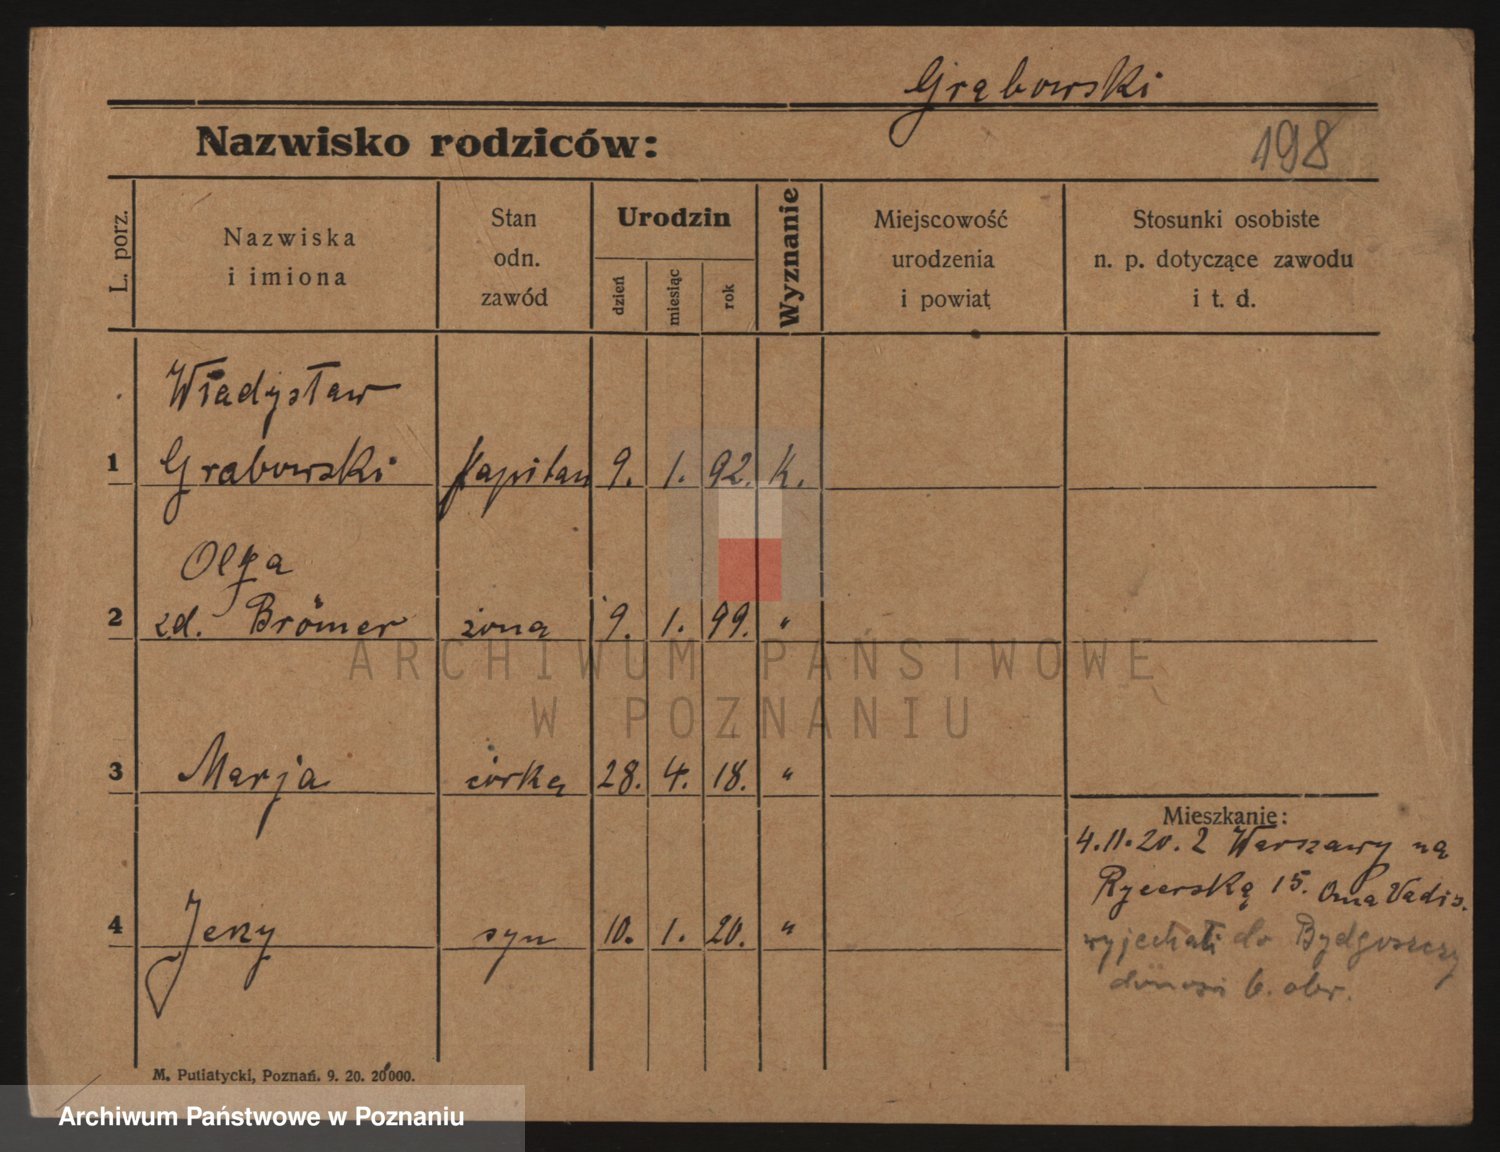 Grabowski
Nazwisko rodziców:
198
L. porz.
Nazwiska
i imiona
Stan
odn.
zawód
Urodzin
dzień
miesiąc
rok
Wyznanie
Miejscowość
urodzenia
i powiat
Stosunki osobiste
n. p. dotyczące zawodu
i t. d.
Władysław
1 Grabowski kapitan 9. 1. 92. K.
Olga
2 zd. Brömer żona 9. 1. 99. "
3 Marja córka 28. 4. 18. "
4 Jerzy syn 10. 1. 20. "
Mieszkanie:
4.11.20. z Warszawy na
Rycerską 15. Vadis.
wyjechali do Bydgoszczy
donosi b. obr.
M. Putiatycki, Poznań. 9. 20. 20000.
ARCHIWUM PAŃSTWOWE
W POZNANIU
Archiwum Państwowe w Poznaniu